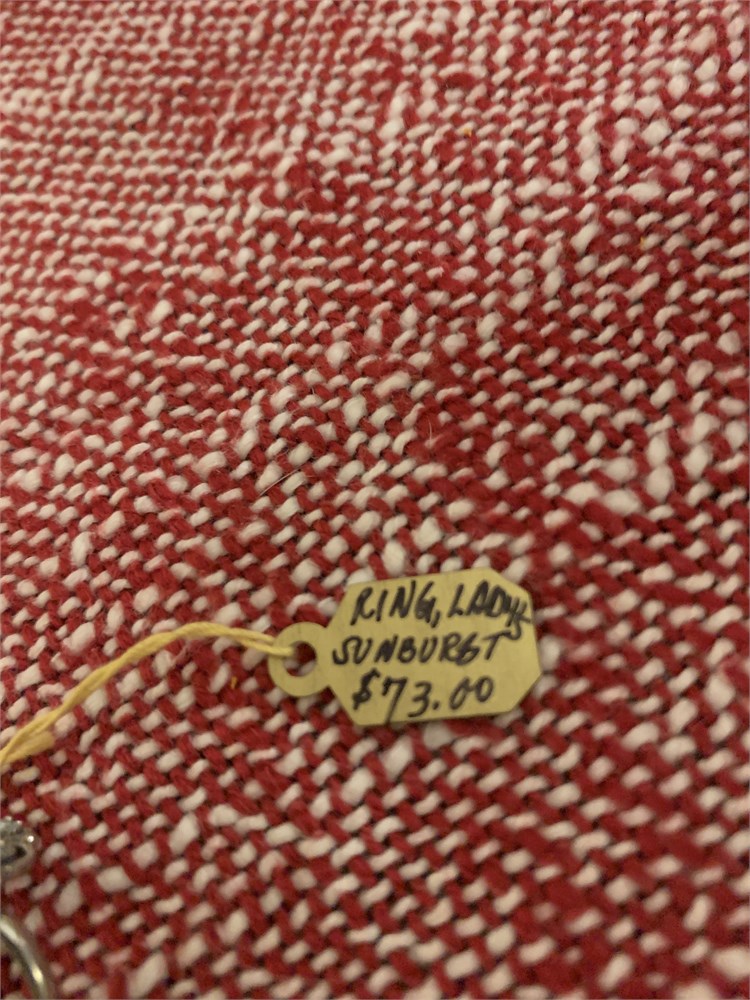 RING, LADYS
SUNBURST
$73.00